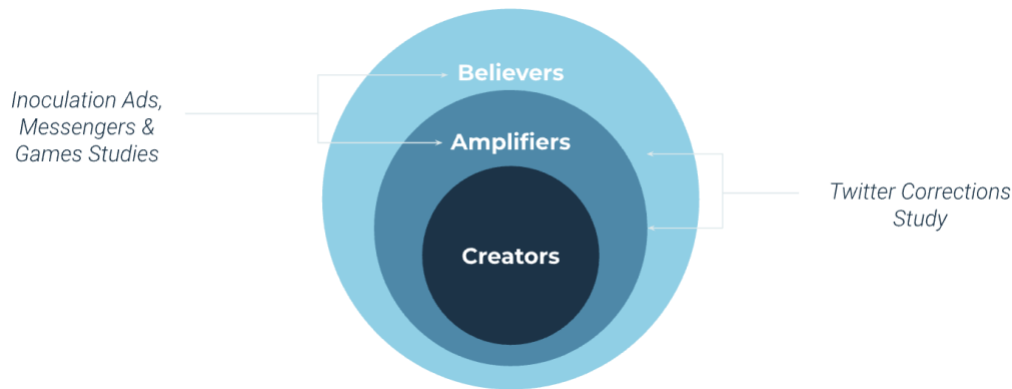 Believers
Inoculation Ads,
Messengers &
Games Studies
Amplifiers
Twitter Corrections
Study
Creators